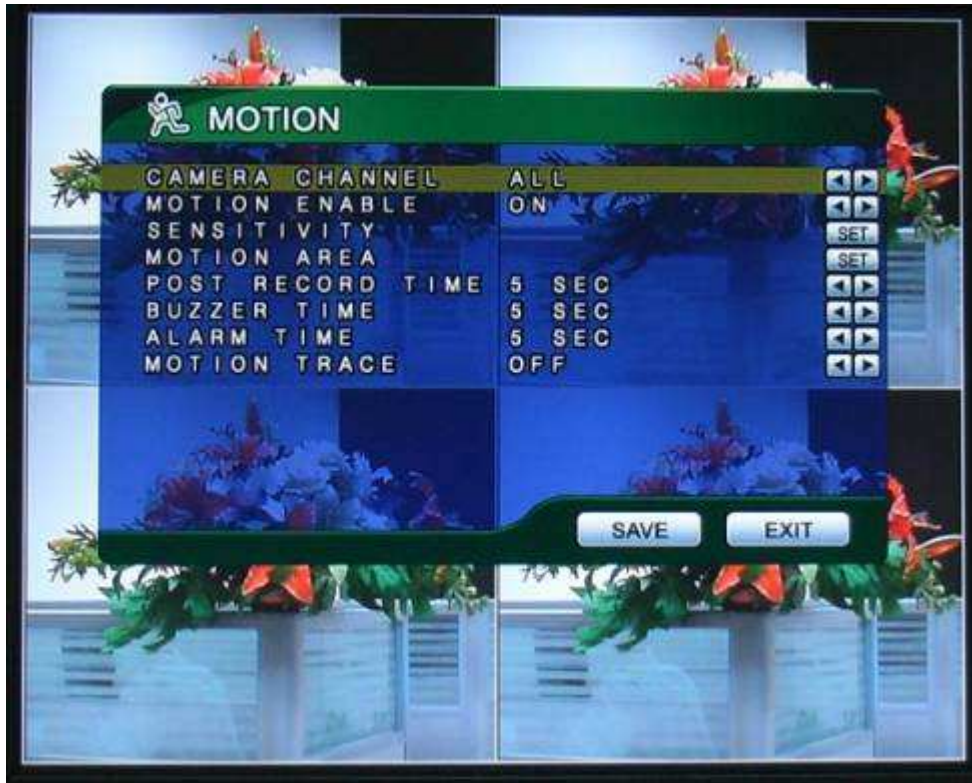 MOTION
CAMERA CHANNEL ALL
MOTION ENABLE ON
SENSITIVITY SET
MOTION AREA SET
POST RECORD TIME 5 SEC
BUZZER TIME 5 SEC
ALARM TIME 5 SEC
MOTION TRACE OFF
SAVE EXIT